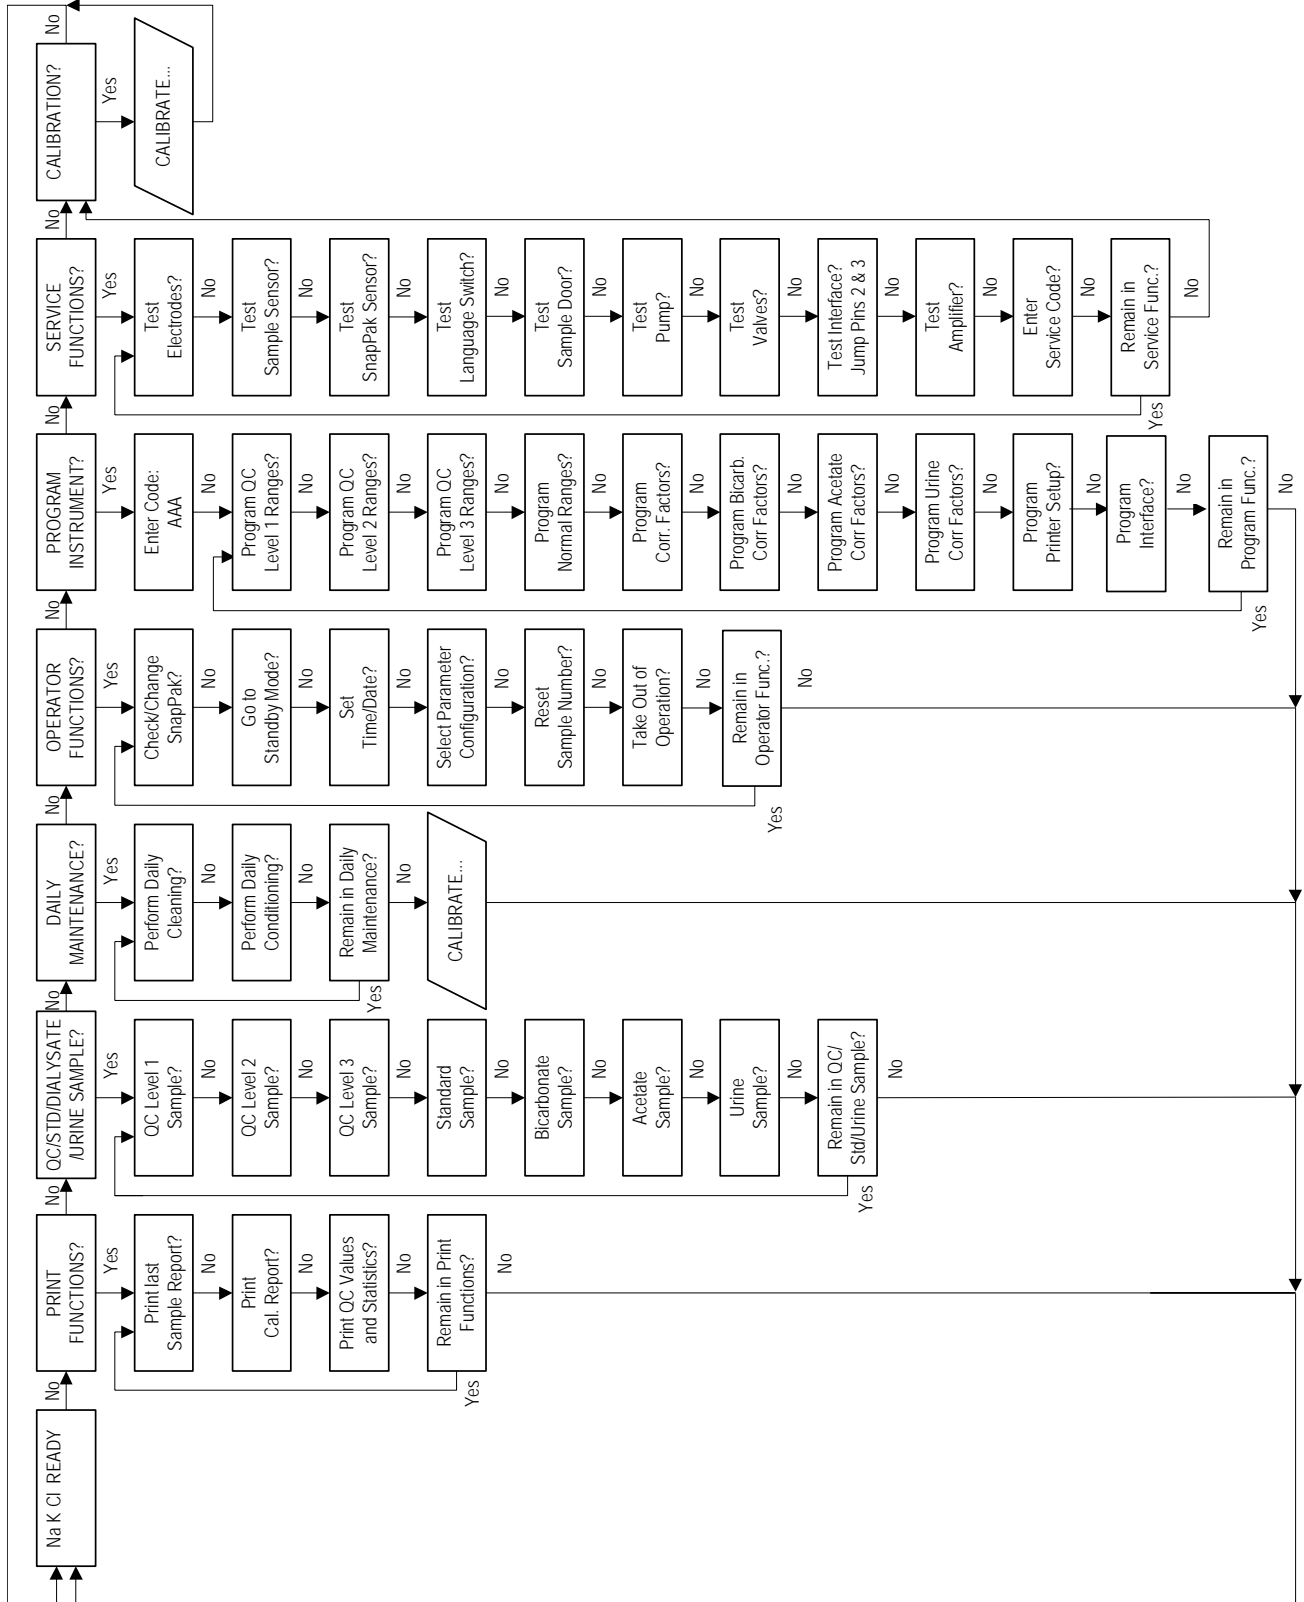 Na K Cl READY
No
PRINT
FUNCTIONS?
Yes
Print last
Sample Report?
No
Print
Cal. Report?
No
Print QC Values
and Statistics?
No
Remain in Print
Functions?
Yes
No
No
QC/STD/DIALYSATE
/URINE SAMPLE?
Yes
QC Level 1
Sample?
No
QC Level 2
Sample?
No
QC Level 3
Sample?
No
Standard
Sample?
No
Bicarbonate
Sample?
No
Acetate
Sample?
No
Urine
Sample?
No
Remain in QC/
Std/Urine Sample?
Yes
No
No
DAILY
MAINTENANCE?
Yes
Perform Daily
Cleaning?
No
Perform Daily
Conditioning?
No
Remain in Daily
Maintenance?
Yes
No
CALIBRATE...
No
OPERATOR
FUNCTIONS?
Yes
Check/Change
SnapPak?
No
Go to
Standby Mode?
No
Set
Time/Date?
No
Select Parameter
Configuration?
No
Reset
Sample Number?
No
Take Out of
Operation?
No
Remain in
Operator Func.?
Yes
No
No
PROGRAM
INSTRUMENT?
Yes
Enter Code:
AAA
No
Program QC
Level 1 Ranges?
No
Program QC
Level 2 Ranges?
No
Program QC
Level 3 Ranges?
No
Program
Normal Ranges?
No
Program
Corr. Factors?
No
Program Bicarb.
Corr Factors?
No
Program Acetate
Corr Factors?
No
Program Urine
Corr Factors?
No
Program
Printer Setup?
No
Program
Interface?
No
Remain in
Program Func.?
Yes
No
No
SERVICE
FUNCTIONS?
Yes
Test
Electrodes?
No
Test
Sample Sensor?
No
Test
SnapPak Sensor?
No
Test
Language Switch?
No
Test
Sample Door?
No
Test
Pump?
No
Test
Valves?
No
Test Interface?
Jump Pins 2 & 3
No
Test
Amplifier?
No
Enter
Service Code?
No
Remain in
Service Func.?
Yes
No
No
CALIBRATION?
Yes
CALIBRATE...
No